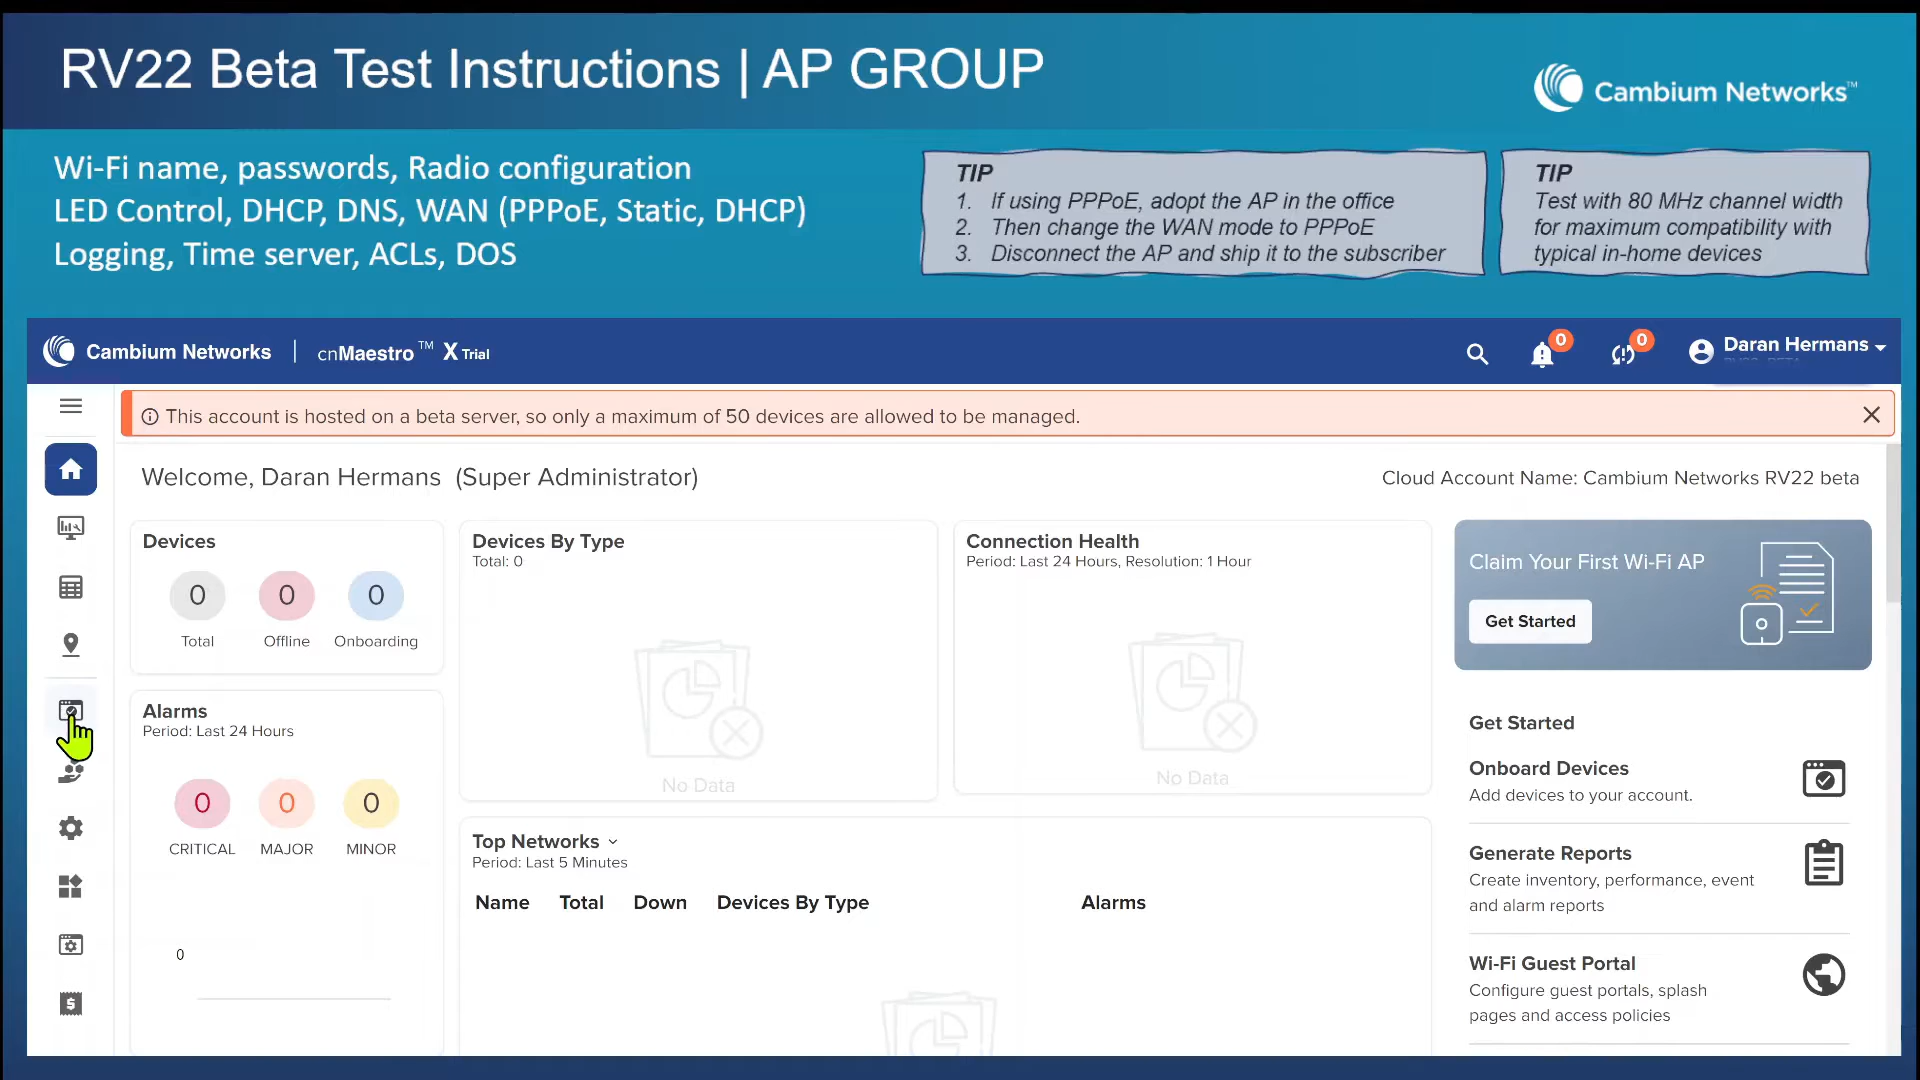 RV22 Beta Test Instructions | AP GROUP
Cambium Networks™
Wi-Fi name, passwords, Radio configuration
LED Control, DHCP, DNS, WAN (PPPoE, Static, DHCP)
Logging, Time server, ACLs, DOS
TIP
1. If using PPPoE, adopt the AP in the office
2. Then change the WAN mode to PPPoE
3. Disconnect the AP and ship it to the subscriber
TIP
Test with 80 MHz channel width
for maximum compatibility with
typical in-home devices
Cambium Networks | cnMaestro™ X Trial
0
0
Daran Hermans
This account is hosted on a beta server, so only a maximum of 50 devices are allowed to be managed.
Welcome, Daran Hermans (Super Administrator)
Cloud Account Name: Cambium Networks RV22 beta
Devices
0 0 0
Total Offline Onboarding
Devices By Type
Total: 0
No Data
Connection Health
Period: Last 24 Hours, Resolution: 1 Hour
No Data
Claim Your First Wi-Fi AP
Get Started
Alarms
Period: Last 24 Hours
0 0 0
CRITICAL MAJOR MINOR
0
Top Networks
Period: Last 5 Minutes
Name Total Down Devices By Type Alarms
Get Started
Onboard Devices
Add devices to your account.
Generate Reports
Create inventory, performance, event
and alarm reports
Wi-Fi Guest Portal
Configure guest portals, splash
pages and access policies